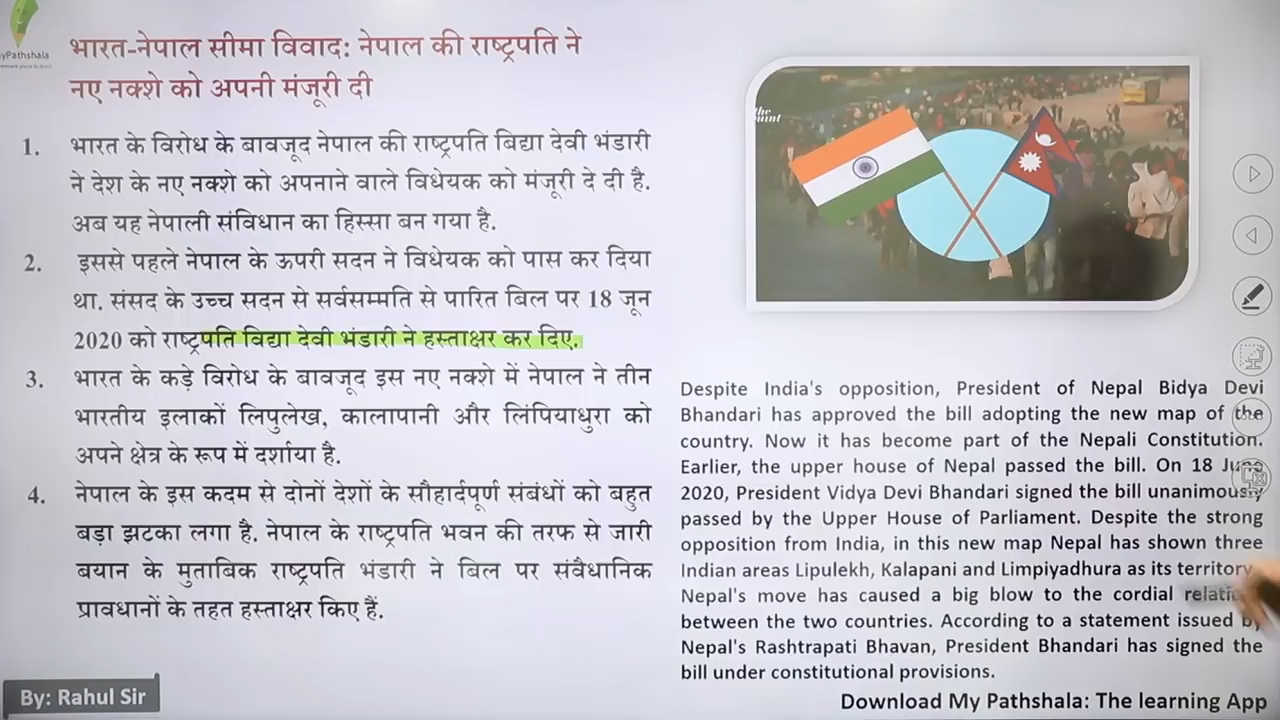 yPathshala
भारत-नेपाल सीमा विवाद: नेपाल की राष्ट्रपति ने
नए नक्शे को अपनी मंजूरी दी
1. भारत के विरोध के बावजूद नेपाल की राष्ट्रपति बिद्या देवी भंडारी
ने देश के नए नक्शे को अपनाने वाले विधेयक को मंजूरी दे दी है.
अब यह नेपाली संविधान का हिस्सा बन गया है.
2. इससे पहले नेपाल के ऊपरी सदन ने विधेयक को पास कर दिया
था. संसद के उच्च सदन से सर्वसम्मति से पारित बिल पर 18 जून
2020 को राष्ट्रपति विद्या देवी भंडारी ने हस्ताक्षर कर दिए.
3. भारत के कड़े विरोध के बावजूद इस नए नक्शे में नेपाल ने तीन
भारतीय इलाकों लिपुलेख, कालापानी और लिंपियाधुरा को
अपने क्षेत्र के रूप में दर्शाया है.
4. नेपाल के इस कदम से दोनों देशों के सौहार्दपूर्ण संबंधों को बहुत
बड़ा झटका लगा है. नेपाल के राष्ट्रपति भवन की तरफ से जारी
बयान के मुताबिक राष्ट्रपति भंडारी ने बिल पर संवैधानिक
प्रावधानों के तहत हस्ताक्षर किए हैं.
the
Despite India's opposition, President of Nepal Bidya Devi
Bhandari has approved the bill adopting the new map of the
country. Now it has become part of the Nepali Constitution.
Earlier, the upper house of Nepal passed the bill. On 18 June
2020, President Vidya Devi Bhandari signed the bill unanimously
passed by the Upper House of Parliament. Despite the strong
opposition from India, in this new map Nepal has shown three
Indian areas Lipulekh, Kalapani and Limpiyadhura as its territory.
Nepal's move has caused a big blow to the cordial
between the two countries. According to a statement issued by
Nepal's Rashtrapati Bhavan, President Bhandari has signed the
bill under constitutional provisions.
By: Rahul Sir
Download My Pathshala: The learning App